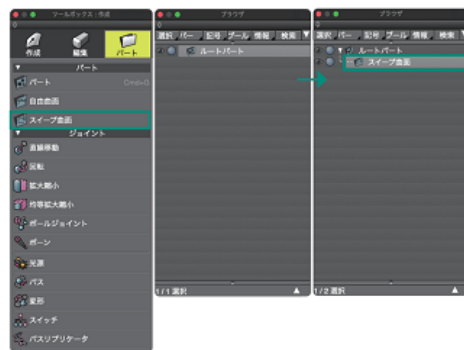 ツールボックス：作成
作成
編集
パート
パート
パート
Cmd+G
自由曲面
スイープ曲面
ジョイント
直線移動
回転
拡大縮小
均等拡大縮小
ボールジョイント
ボーン
光源
パス
変形
スイッチ
パスリプリケータ
ブラウザ
選択 パー 記号 ブール 情報 検索
ルートパート
1/1 選択
ブラウザ
選択 パー 記号 ブール 情報 検索
ルートパート
スイープ曲面
1/2 選択